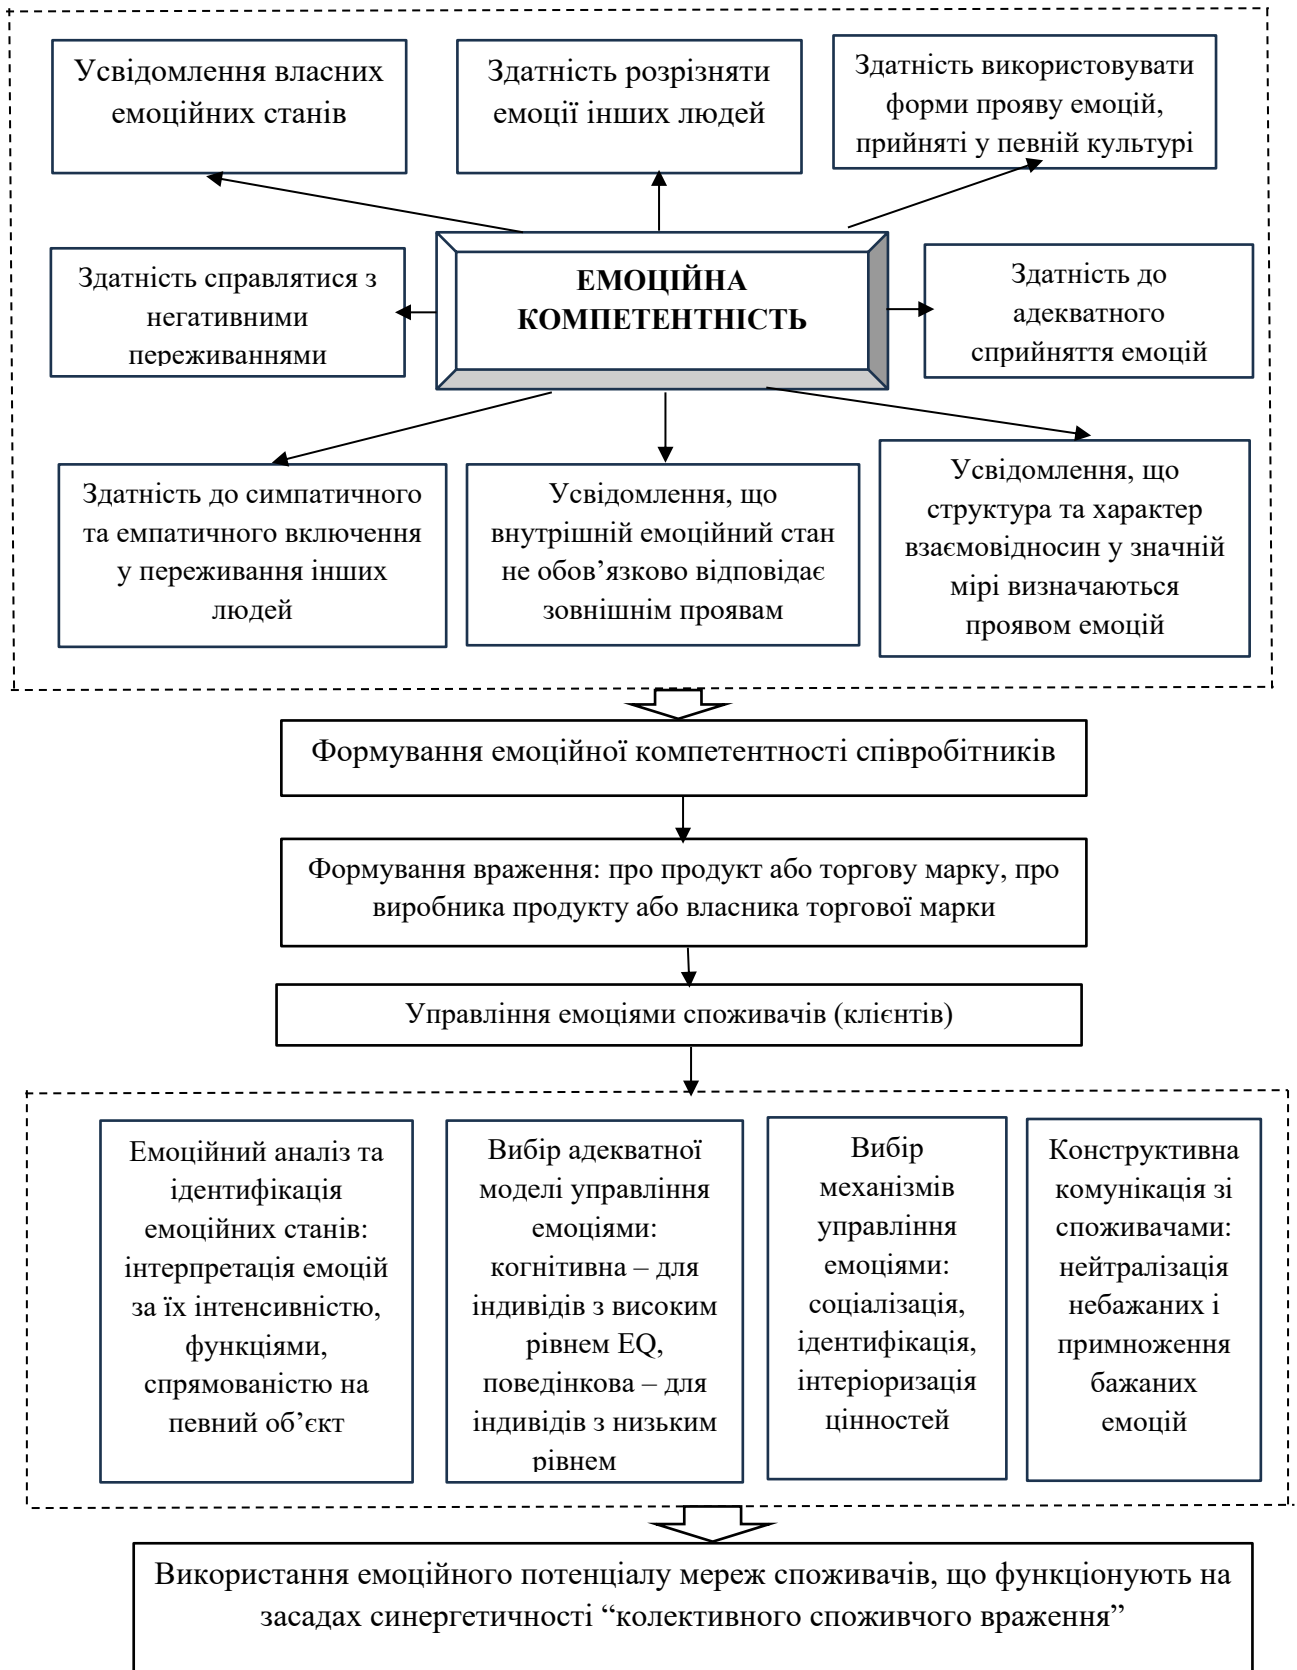 Усвідомлення власних
емоційних станів
Здатність розрізняти
емоції інших людей
Здатність використовувати
форми прояву емоцій,
прийняті у певній культурі
Здатність справлятися з
негативними
переживаннями
ЕМОЦІЙНА
КОМПЕТЕНТНІСТЬ
Здатність до
адекватного
сприйняття емоцій
Здатність до симпатичного
та емпатичного включення
у переживання інших
людей
Усвідомлення, що
внутрішній емоційний стан
не обов’язково відповідає
зовнішнім проявам
Усвідомлення, що
структура та характер
взаємовідносин у значній
мірі визначаються
проявом емоцій
Формування емоційної компетентності співробітників
Формування враження: про продукт або торгову марку, про
виробника продукту або власника торгової марки
Управління емоціями споживачів (клієнтів)
Емоційний аналіз та
ідентифікація
емоційних станів:
інтерпретація емоцій
за їх інтенсивністю,
функціями,
спрямованістю на
певний об’єкт
Вибір адекватної
моделі управління
емоціями:
когнітивна – для
індивідів з високим
рівнем EQ,
поведінкова – для
індивідів з низьким
рівнем
Вибір
механізмів
управління
емоціями:
соціалізація,
ідентифікація,
інтеріоризація
цінностей
Конструктивна
комунікація зі
споживачами:
нейтралізація
небажаних і
примноження
бажаних
емоцій
Використання емоційного потенціалу мереж споживачів, що функціонують на
засадах синергетичності “колективного споживчого враження”